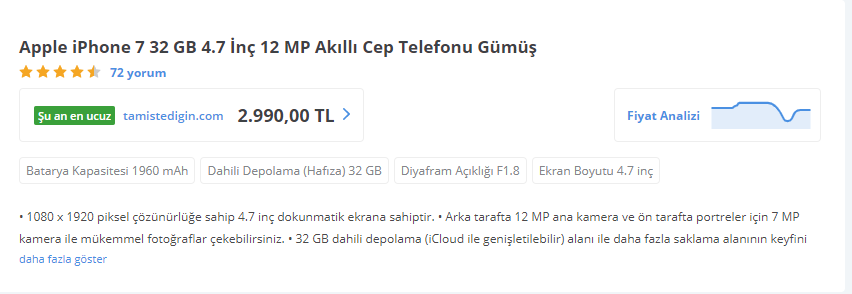 Apple iPhone 7 32 GB 4.7 İnç 12 MP Akıllı Cep Telefonu Gümüş
72 yorum
Şu an en ucuz tamistedigin.com 2.990,00 TL
Fiyat Analizi
Batarya Kapasitesi 1960 mAh Dahili Depolama (Hafıza) 32 GB Diyafram Açıklığı F1.8 Ekran Boyutu 4.7 inç
• 1080 x 1920 piksel çözünürlüğe sahip 4.7 inç dokunmatik ekrana sahiptir. • Arka tarafta 12 MP ana kamera ve ön tarafta portreler için 7 MP
kamera ile mükemmel fotoğraflar çekebilirsiniz. • 32 GB dahili depolama (iCloud ile genişletilebilir) alanı ile daha fazla saklama alanının keyfini
daha fazla göster